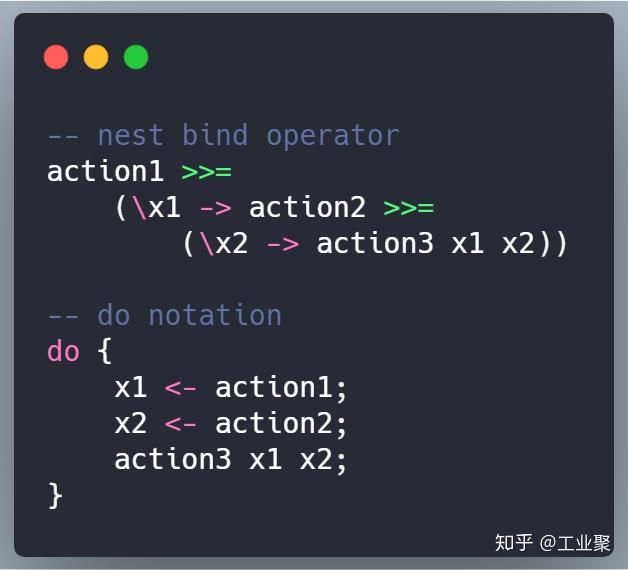 -- nest bind operator
action1 >>=
    (\x1 -> action2 >>=
        (\x2 -> action3 x1 x2))

-- do notation
do {
    x1 <- action1;
    x2 <- action2;
    action3 x1 x2;
}
知乎 @工业聚